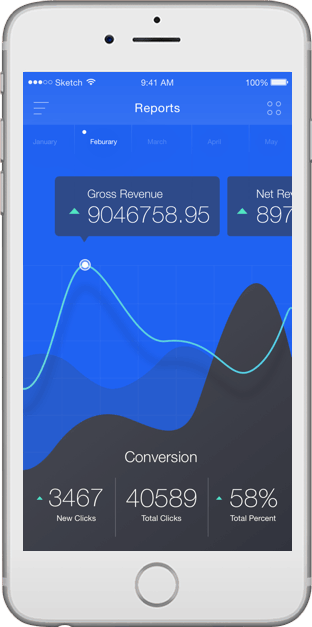 Sketch 9:41 AM 100%
Reports
January Feburary March April May
Gross Revenue Net Rev
9046758.95 897
Conversion
3467 40589 58%
New Clicks Total Clicks Total Percent